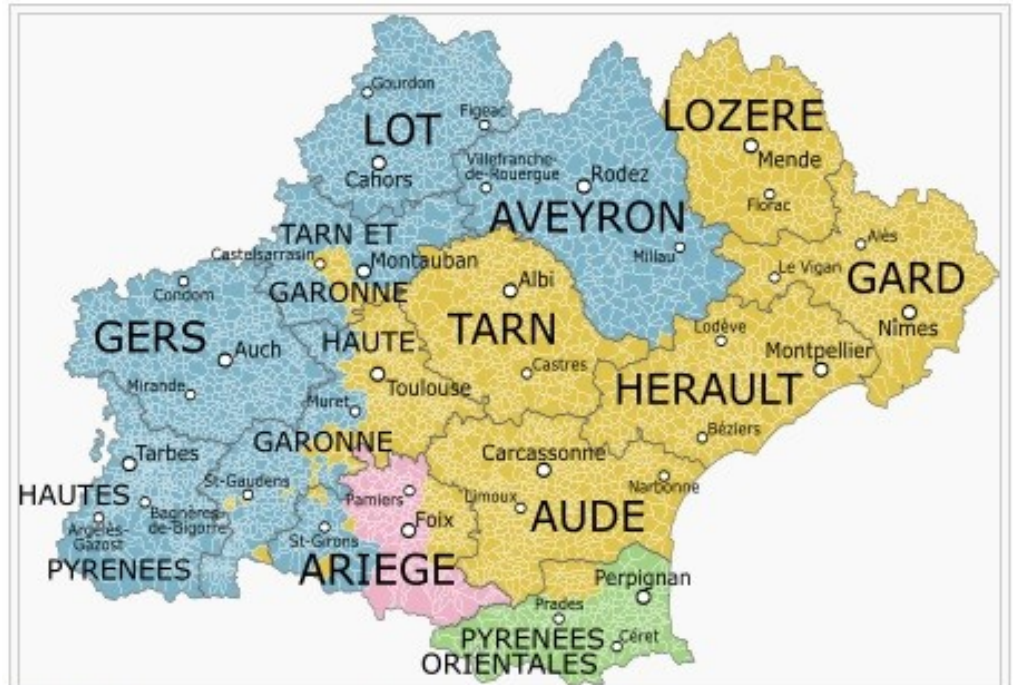 Gourdon
LOT
Figeac
Cahors
LOZERE
Mende
Florac
Villefranche-
de-Rouergue
Rodez
AVEYRON
Millau
TARN ET
GARONNE
Castelsarrasin
Montauban
Alès
Le Vigan
GARD
Nîmes
Condom
GERS
Auch
Mirande
Albi
TARN
Castres
HAUTE
GARONNE
Toulouse
Muret
St-Gaudens
Lodève
Montpellier
HERAULT
Béziers
Tarbes
HAUTES
PYRENEES
Bagnères-
de-Bigorre
Argelès-
Gazost
Pamiers
Foix
St-Girons
ARIEGE
Carcassonne
Limoux
Narbonne
AUDE
Perpignan
Prades
Céret
PYRENEES
ORIENTALES